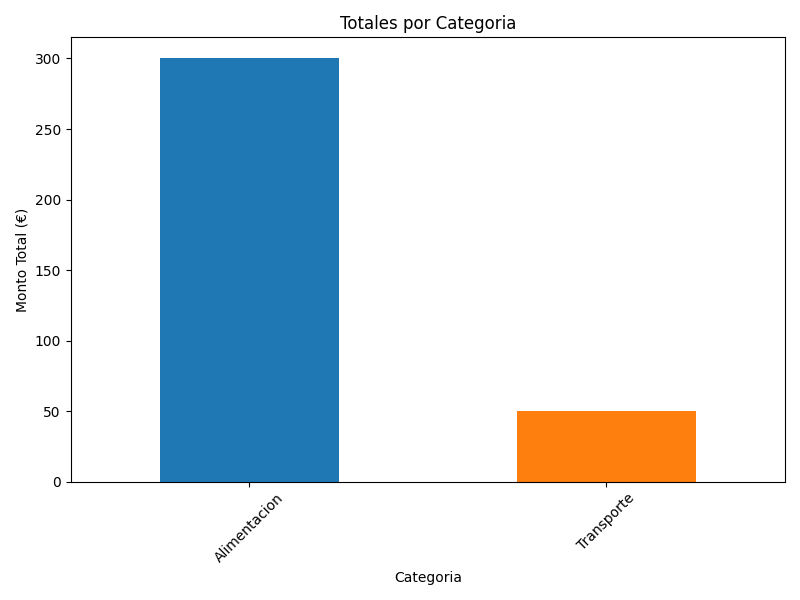 Totales por Categoria
300
250
200
150
100
50
0
Monto Total (€)
Alimentacion
Transporte
Categoria